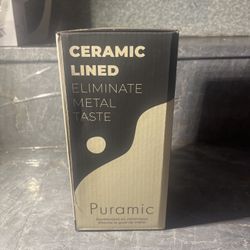 CERAMIC
LINED
ELIMINATE
METAL
TASTE
Puramic